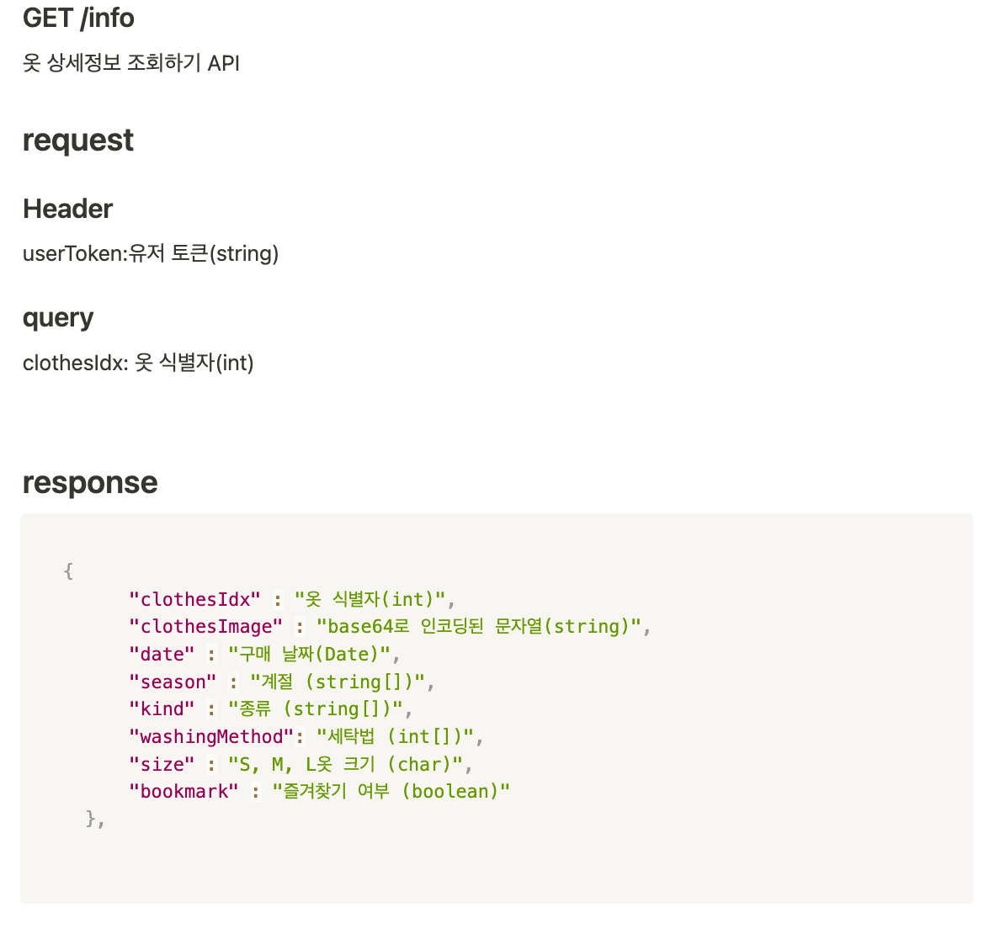 GET /info
옷 상세정보 조회하기 API
request
Header
userToken:유저 토큰(string)
query
clothesIdx: 옷 식별자(int)
response
{
"clothesIdx" : "옷 식별자(int)",
"clothesImage" : "base64로 인코딩된 문자열(string)",
"date" : "구매 날짜(Date)",
"season" : "계절 (string[])",
"kind" : "종류 (string[])",
"washingMethod": "세탁법 (int[])",
"size" : "S, M, L옷 크기 (char)",
"bookmark" : "즐겨찾기 여부 (boolean)"
},